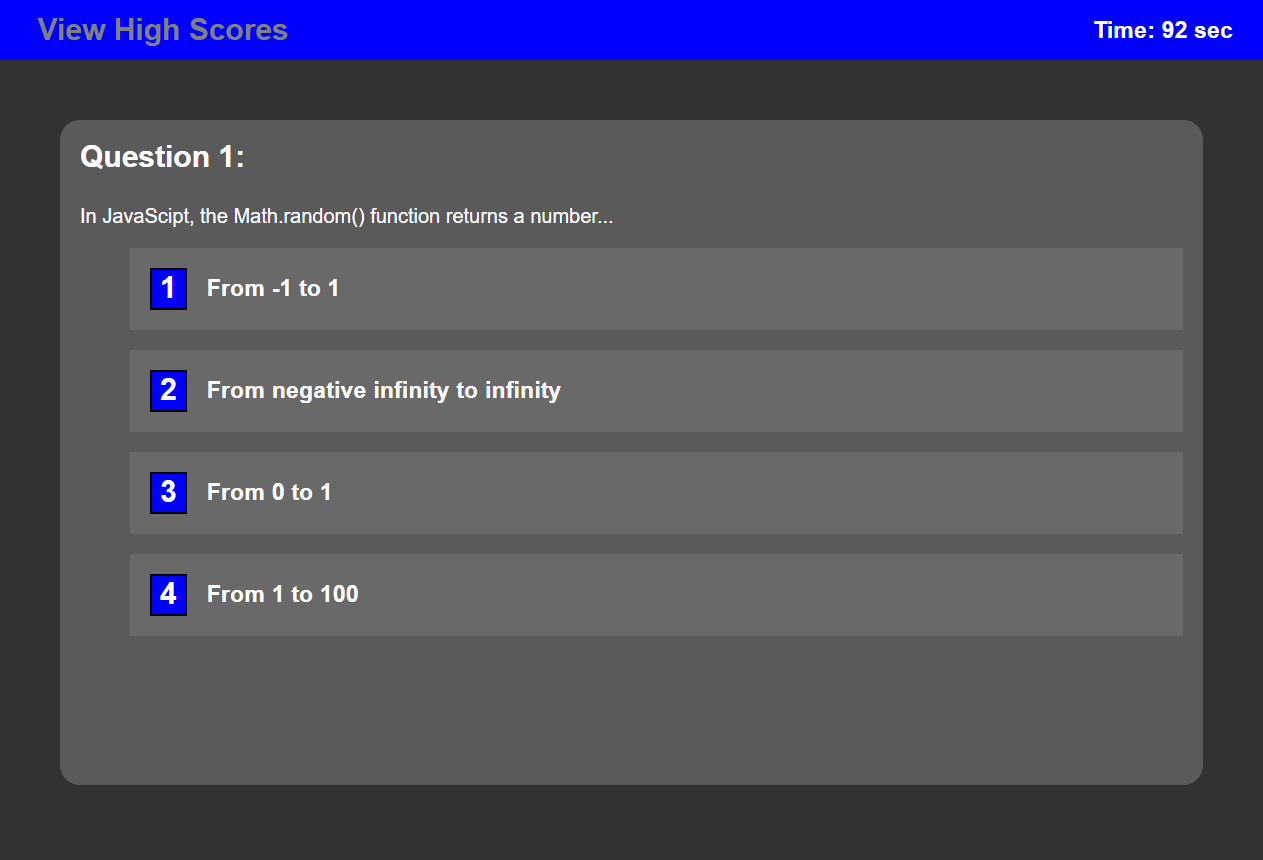 View High Scores
Time: 92 sec
Question 1:
In JavaScipt, the Math.random() function returns a number...
1 From -1 to 1
2 From negative infinity to infinity
3 From 0 to 1
4 From 1 to 100